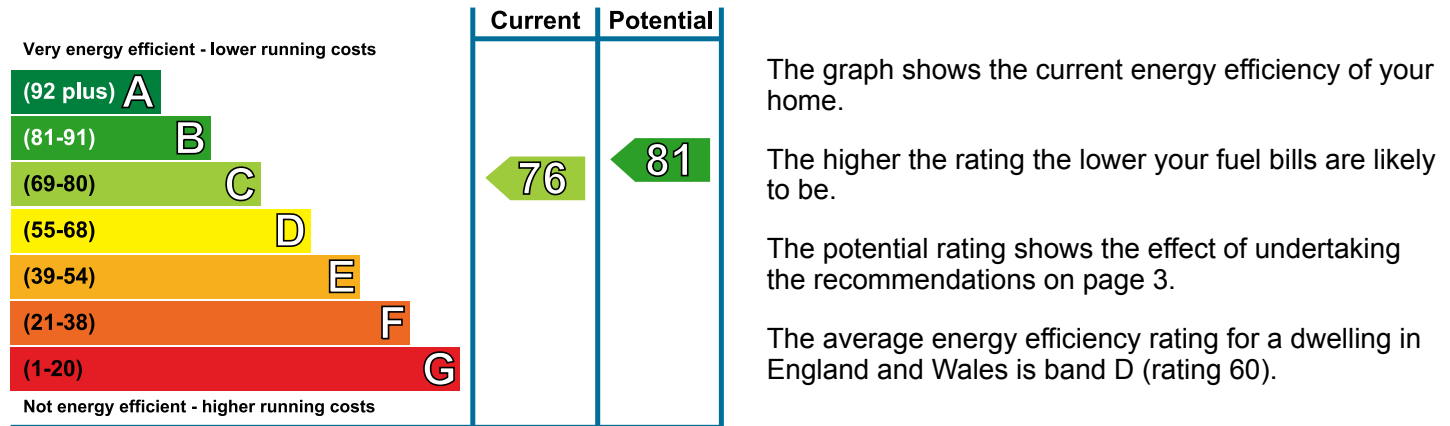 Current Potential
Very energy efficient - lower running costs
(92 plus) A
(81-91) B
(69-80) C
(55-68) D
(39-54) E
(21-38) F
(1-20) G
Not energy efficient - higher running costs
76
81
The graph shows the current energy efficiency of your
home.
The higher the rating the lower your fuel bills are likely
to be.
The potential rating shows the effect of undertaking
the recommendations on page 3.
The average energy efficiency rating for a dwelling in
England and Wales is band D (rating 60).